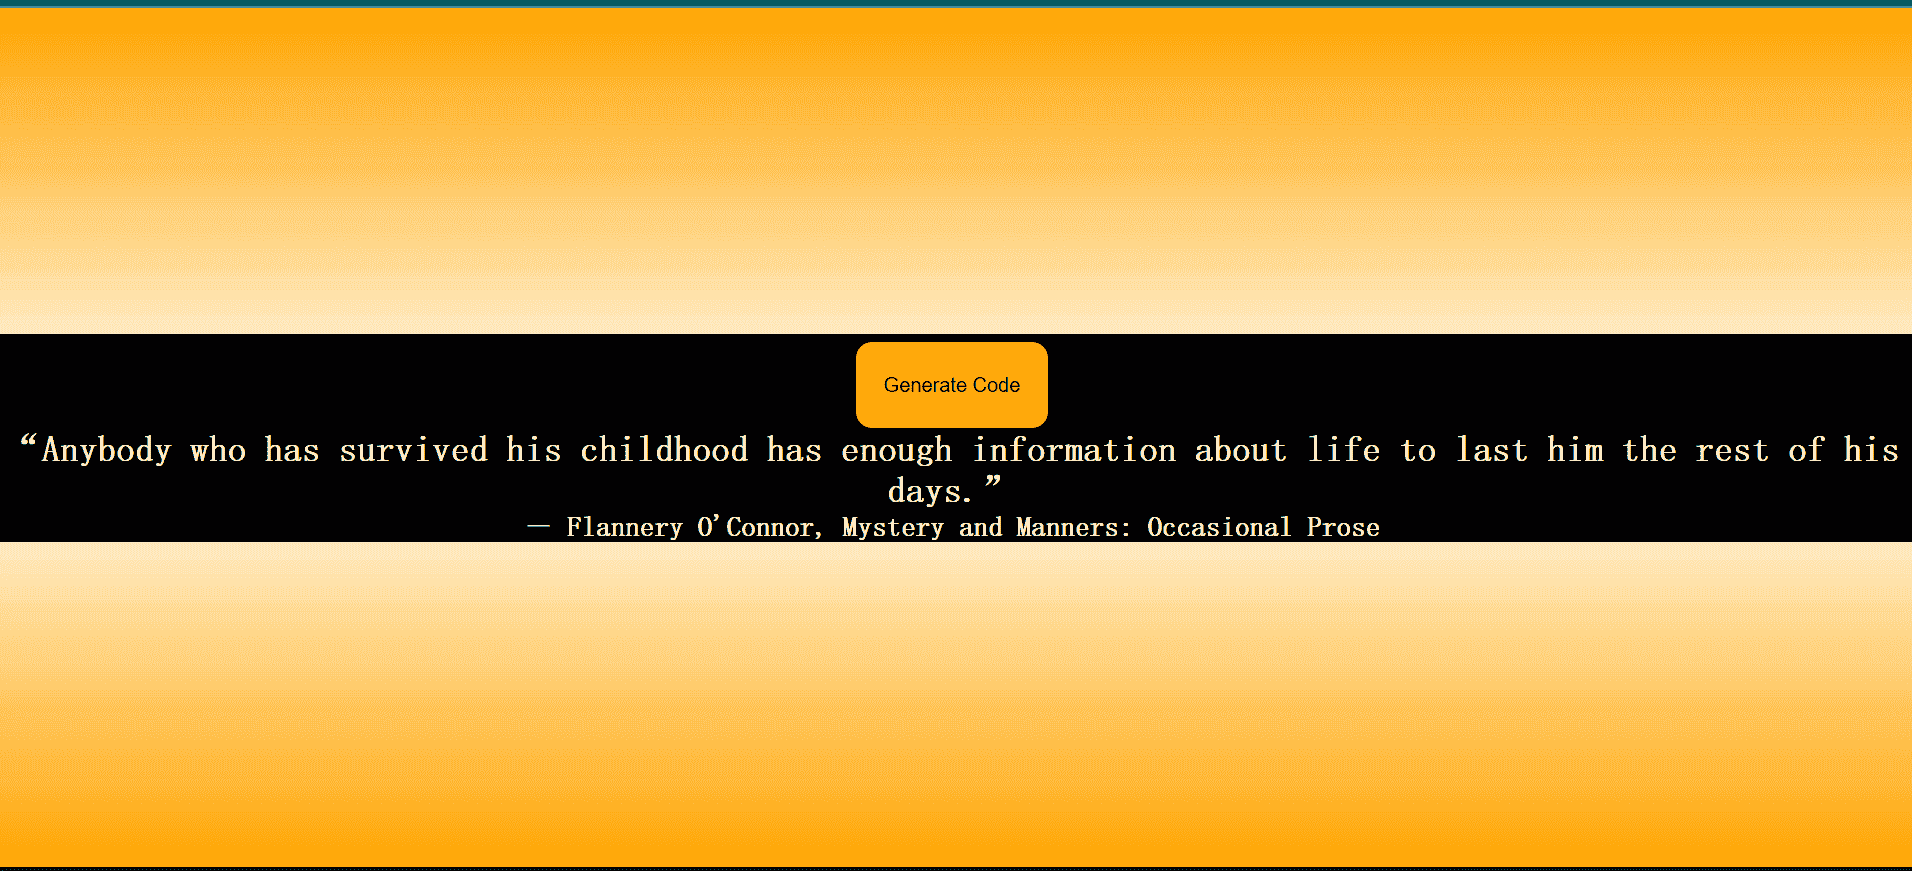 Generate Code
“Anybody who has survived his childhood has enough information about life to last him the rest of his
days.”
― Flannery O'Connor, Mystery and Manners: Occasional Prose